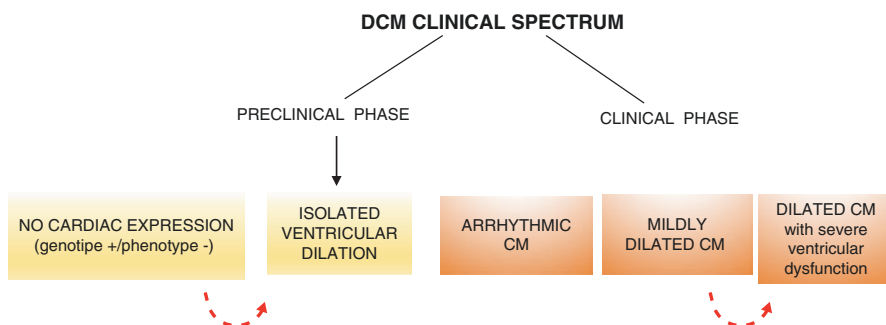 DCM CLINICAL SPECTRUM
PRECLINICAL PHASE
CLINICAL PHASE
NO CARDIAC EXPRESSION
(genotipe +/phenotype -)
ISOLATED
VENTRICULAR
DILATION
ARRHYTHMIC
CM
MILDLY
DILATED CM
DILATED CM
with severe
ventricular
dysfunction